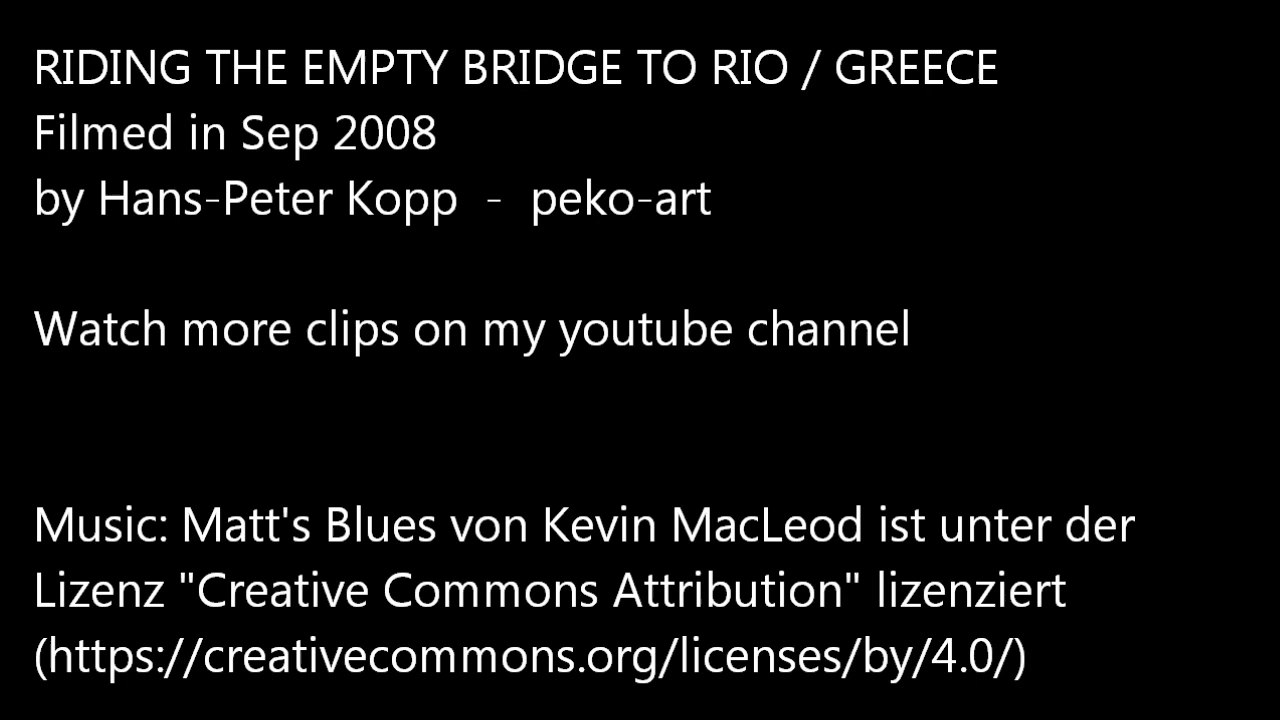 RIDING THE EMPTY BRIDGE TO RIO / GREECE
Filmed in Sep 2008
by Hans-Peter Kopp  -  peko-art
Watch more clips on my youtube channel
Music: Matt's Blues von Kevin MacLeod ist unter der
Lizenz "Creative Commons Attribution" lizenziert
(https://creativecommons.org/licenses/by/4.0/)